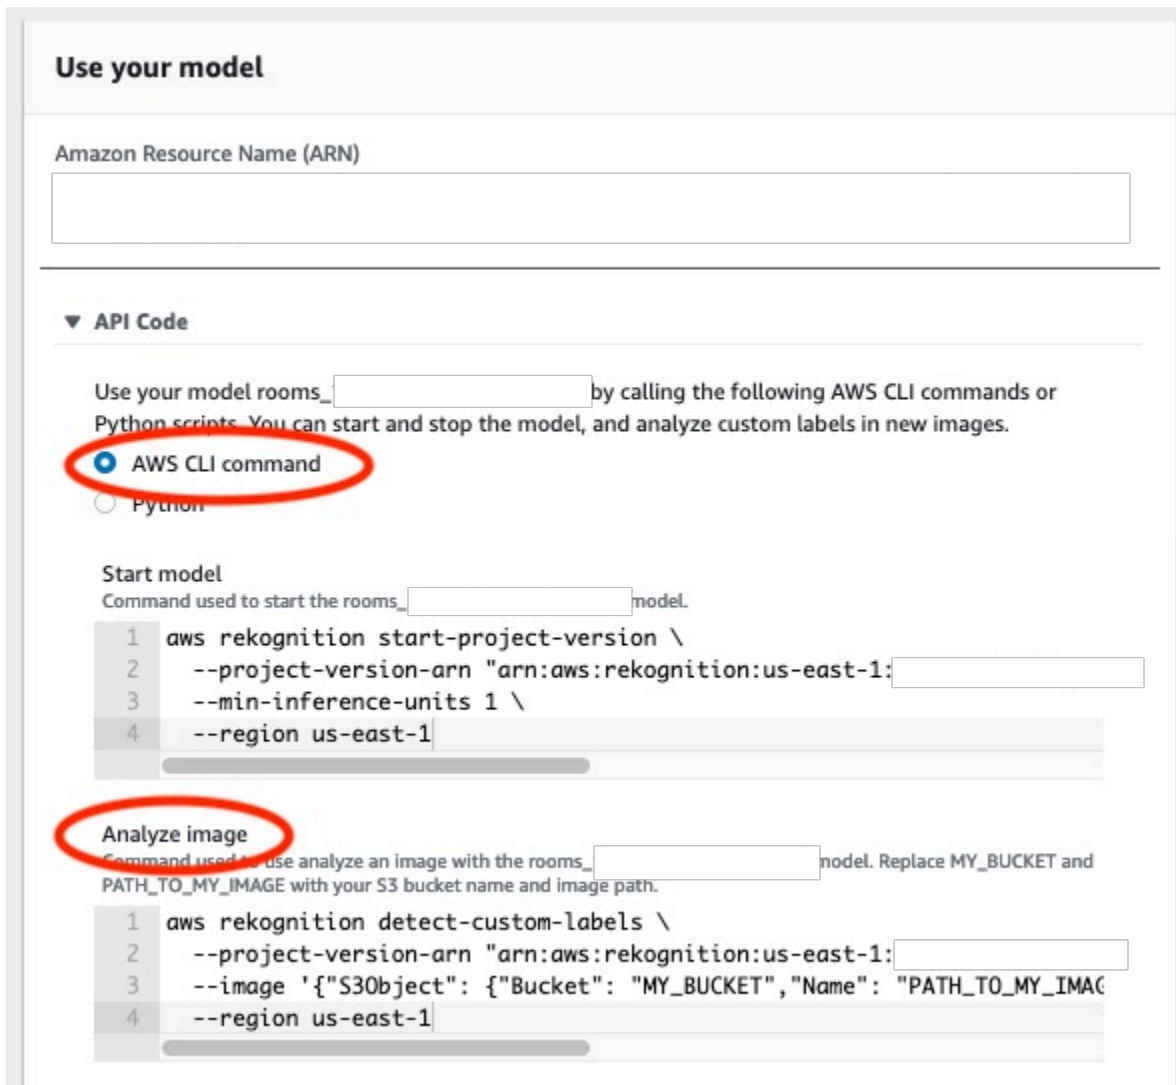 Use your model
Amazon Resource Name (ARN)
▼ API Code
Use your model rooms_ by calling the following AWS CLI commands or
Python scripts. You can start and stop the model, and analyze custom labels in new images.
AWS CLI command
Python
Start model
Command used to start the rooms_ model.
1 aws rekognition start-project-version \
2 --project-version-arn "arn:aws:rekognition:us-east-1:
3 --min-inference-units 1 \
4 --region us-east-1
Analyze image
Command used to use analyze an image with the rooms_ model. Replace MY_BUCKET and
PATH_TO_MY_IMAGE with your S3 bucket name and image path.
1 aws rekognition detect-custom-labels \
2 --project-version-arn "arn:aws:rekognition:us-east-1:
3 --image '{"S3Object": {"Bucket": "MY_BUCKET","Name": "PATH_TO_MY_IMAG
4 --region us-east-1